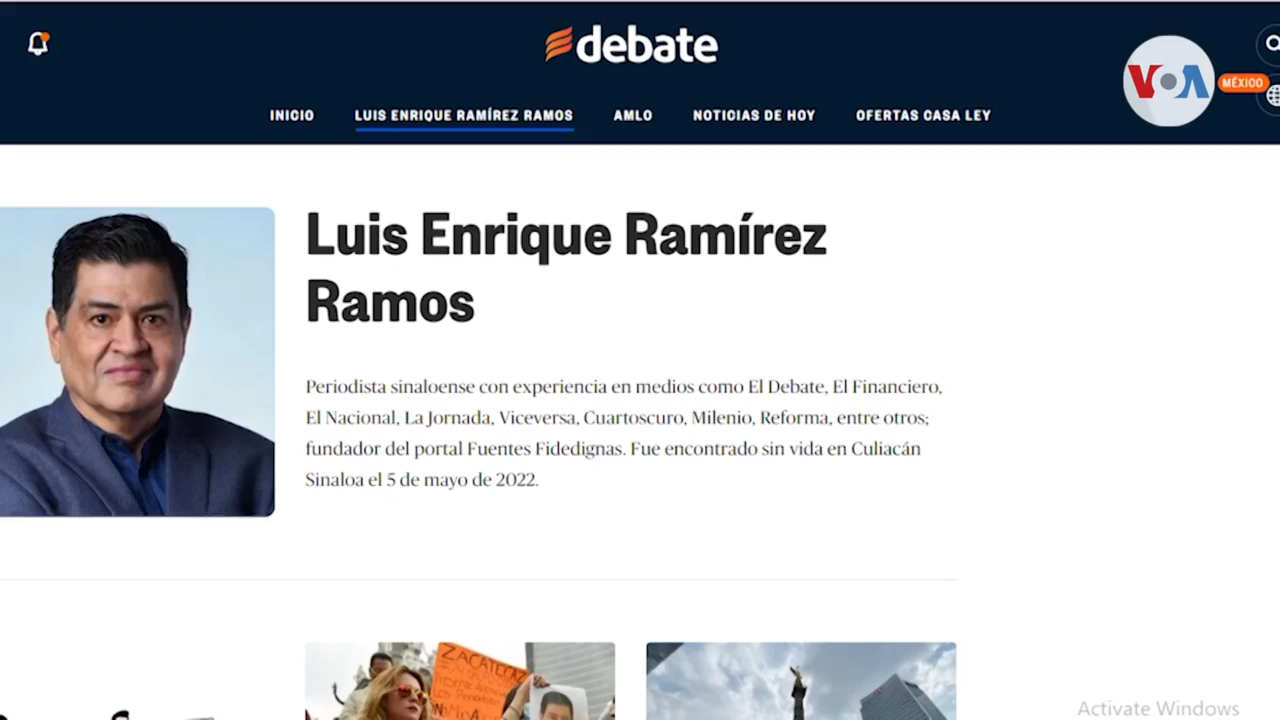 debate
VOA
MÉXICO
INICIO
LUIS ENRIQUE RAMÍREZ RAMOS
AMLO
NOTICIAS DE HOY
OFERTAS CASA LEY
Luis Enrique Ramírez
Ramos
Periodista sinaloense con experiencia en medios como El Debate, El Financiero,
El Nacional, La Jornada, Viceversa, Cuartoscuro, Milenio, Reforma, entre otros;
fundador del portal Fuentes Fidedignas. Fue encontrado sin vida en Culiacán
Sinaloa el 5 de mayo de 2022.
ZACATECAZ
Activate Windows